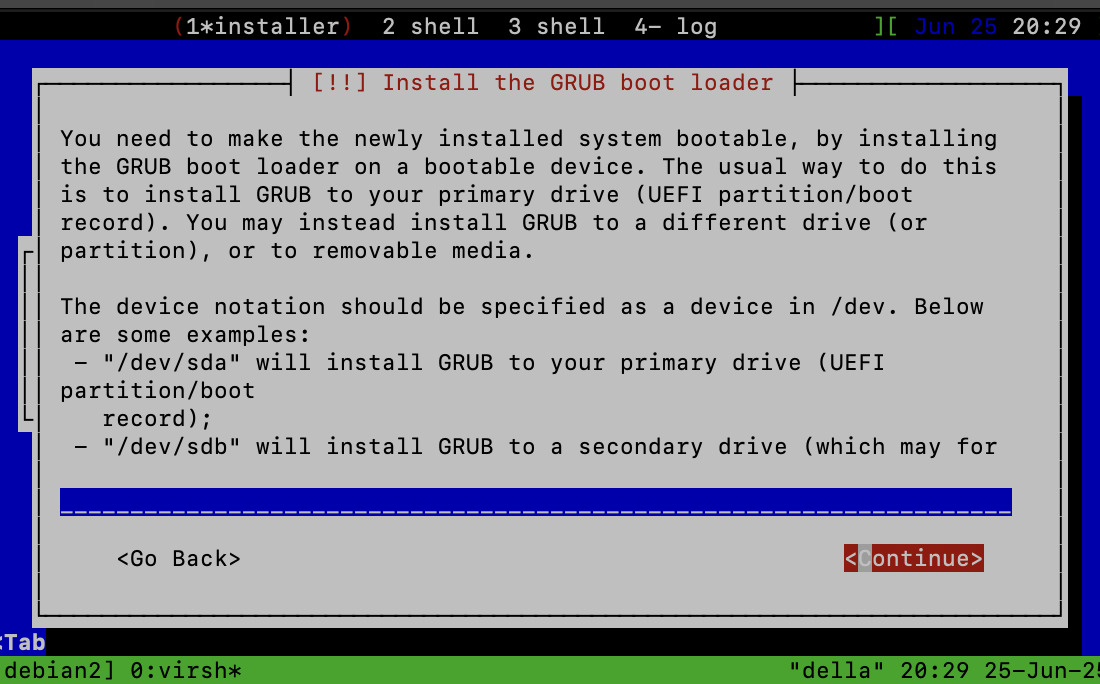 (1*installer) 2 shell 3 shell 4- log ][ Jun 25 20:29
[!!] Install the GRUB boot loader
You need to make the newly installed system bootable, by installing
the GRUB boot loader on a bootable device. The usual way to do this
is to install GRUB to your primary drive (UEFI partition/boot
record). You may instead install GRUB to a different drive (or
partition), or to removable media.
The device notation should be specified as a device in /dev. Below
are some examples:
- "/dev/sda" will install GRUB to your primary drive (UEFI
partition/boot
record);
- "/dev/sdb" will install GRUB to a secondary drive (which may for
<Go Back> <Continue>
<Tab
debian2] 0:virsh* "della" 20:29 25-Jun-25